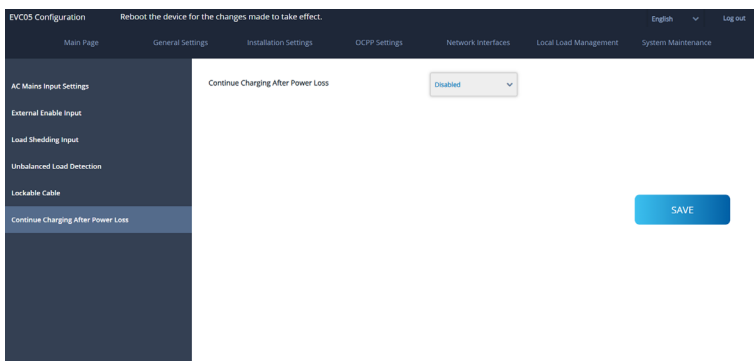 EVC05 Configuration Reboot the device for the changes made to take effect. English Log out
Main Page General Settings Installation Settings OCPP Settings Network Interfaces Local Load Management System Maintenance
AC Mains Input Settings
External Enable Input
Load Shedding Input
Unbalanced Load Detection
Lockable Cable
Continue Charging After Power Loss
Continue Charging After Power Loss Disabled
SAVE